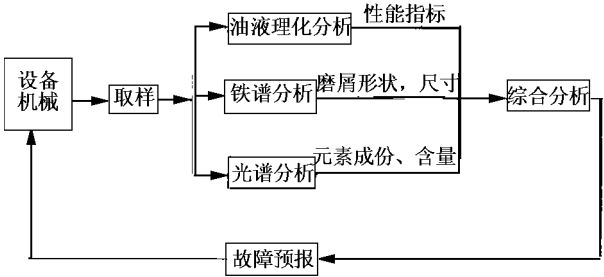 油液理化分析
性能指标
设备
机械
取样
铁谱分析
磨屑形状，尺寸
综合分析
光谱分析
元素成份、含量
故障预报